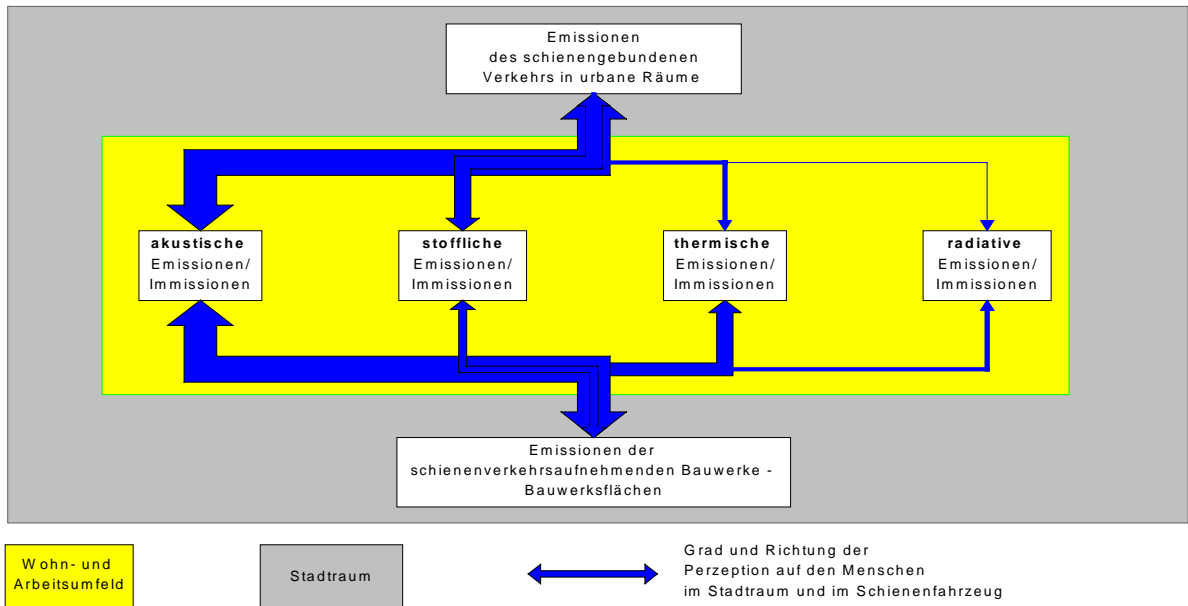 Emissionen
des schienengebundenen
Verkehrs in urbane Räume
akustische
Emissionen/
Immissionen
stoffliche
Emissionen/
Immissionen
thermische
Emissionen/
Immissionen
radiative
Emissionen/
Immissionen
Emissionen der
schienenverkehrsaufnehmenden Bauwerke -
Bauwerksflächen
Wohn- und
Arbeitsumfeld
Stadtraum
Grad und Richtung der
Perzeption auf den Menschen
im Stadtraum und im Schienenfahrzeug